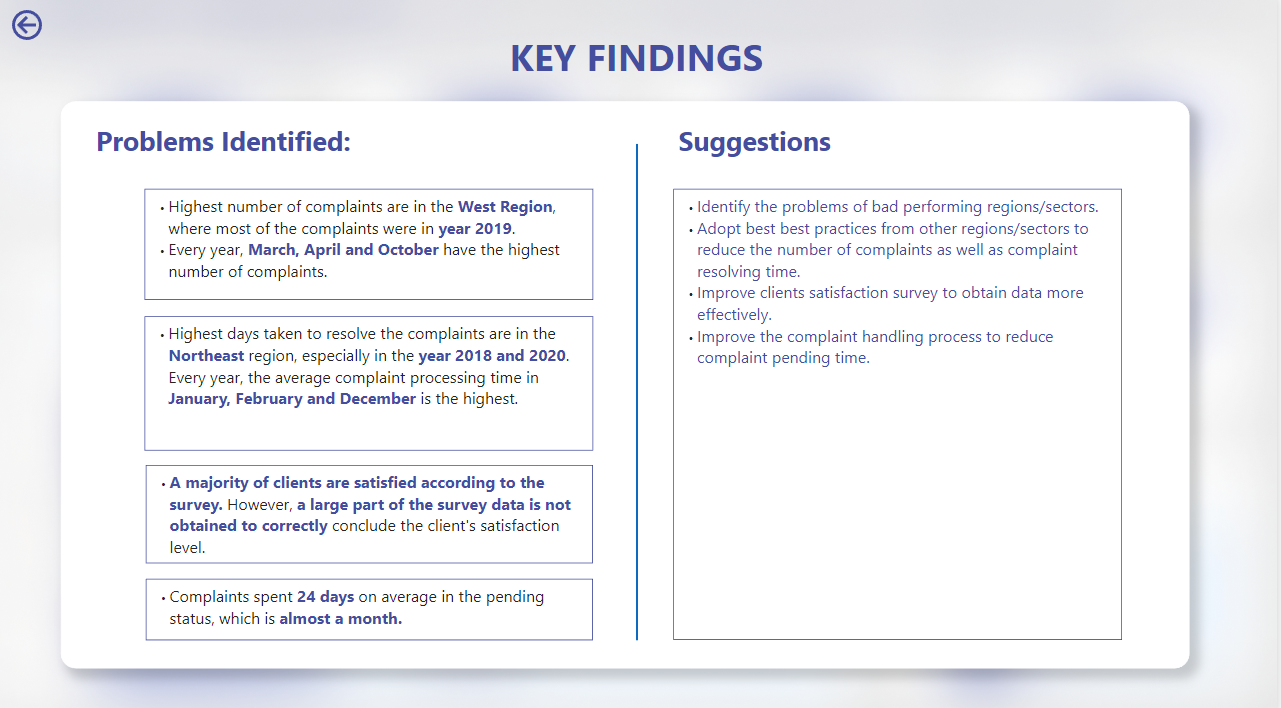 KEY FINDINGS
Problems Identified:
• Highest number of complaints are in the West Region,
where most of the complaints were in year 2019.
• Every year, March, April and October have the highest
number of complaints.
• Highest days taken to resolve the complaints are in the
Northeast region, especially in the year 2018 and 2020.
Every year, the average complaint processing time in
January, February and December is the highest.
• A majority of clients are satisfied according to the
survey. However, a large part of the survey data is not
obtained to correctly conclude the client's satisfaction
level.
• Complaints spent 24 days on average in the pending
status, which is almost a month.
Suggestions
• Identify the problems of bad performing regions/sectors.
• Adopt best best practices from other regions/sectors to
reduce the number of complaints as well as complaint
resolving time.
• Improve clients satisfaction survey to obtain data more
effectively.
• Improve the complaint handling process to reduce
complaint pending time.